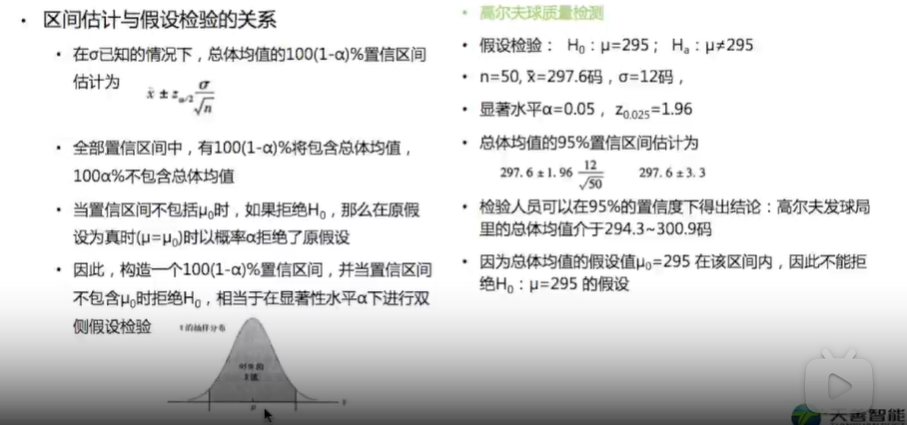 • 区间估计与假设检验的关系
• 在σ已知的情况下，总体均值的100(1-α)%置信区间
估计为
x̄ ± z_{α/2} σ/√n
• 全部置信区间中，有100(1-α)%将包含总体均值，
100α%不包含总体均值
• 当置信区间不包括μ₀时，如果拒绝H₀，那么在原假
设为真时(μ=μ₀)时以概率α拒绝了原假设
• 因此，构造一个100(1-α)%置信区间，并当置信区间
不包含μ₀时拒绝H₀，相当于在显著性水平α下进行双
侧假设检验
的抽样分布
• 高尔夫球质量检测
• 假设检验： H₀：μ=295； Hₐ：μ≠295
• n=50, x̄=297.6码，σ=12码，
• 显著水平α=0.05，z₀.₀₂₅=1.96
• 总体均值的95%置信区间估计为
297.6 ± 1.96 12/√50 297.6 ± 3.3
• 检验人员可以在95%的置信度下得出结论：高尔夫发球局
里的总体均值介于294.3~300.9码
• 因为总体均值的假设值μ₀=295 在该区间内，因此不能拒
绝H₀：μ=295 的假设
天善智能